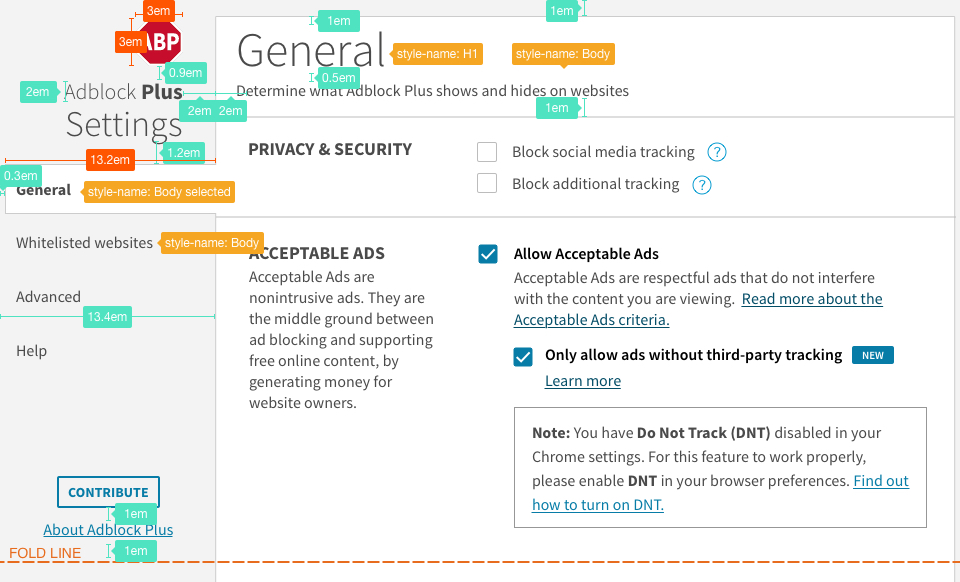 3em
1em
1em
3em
ABP
General
style-name: H1
style-name: Body
0.9em
0.5em
2em
Adblock Plus
Determine what Adblock Plus shows and hides on websites
2em
2em
1em
Settings
1.2em
13.2em
PRIVACY & SECURITY
Block social media tracking
?
0.3em
General
style-name: Body selected
Block additional tracking
?
Whitelisted websites
style-name: Body
ACCEPTABLE ADS
Acceptable Ads are
nonintrusive ads. They are
the middle ground between
ad blocking and supporting
free online content, by
generating money for
website owners.
Allow Acceptable Ads
Acceptable Ads are respectful ads that do not interfere
with the content you are viewing. Read more about the
Acceptable Ads criteria.
Advanced
13.4em
Help
Only allow ads without third-party tracking
NEW
Learn more
Note: You have Do Not Track (DNT) disabled in your
Chrome settings. For this feature to work properly,
please enable DNT in your browser preferences. Find out
how to turn on DNT.
CONTRIBUTE
1em
About Adblock Plus
FOLD LINE
1em